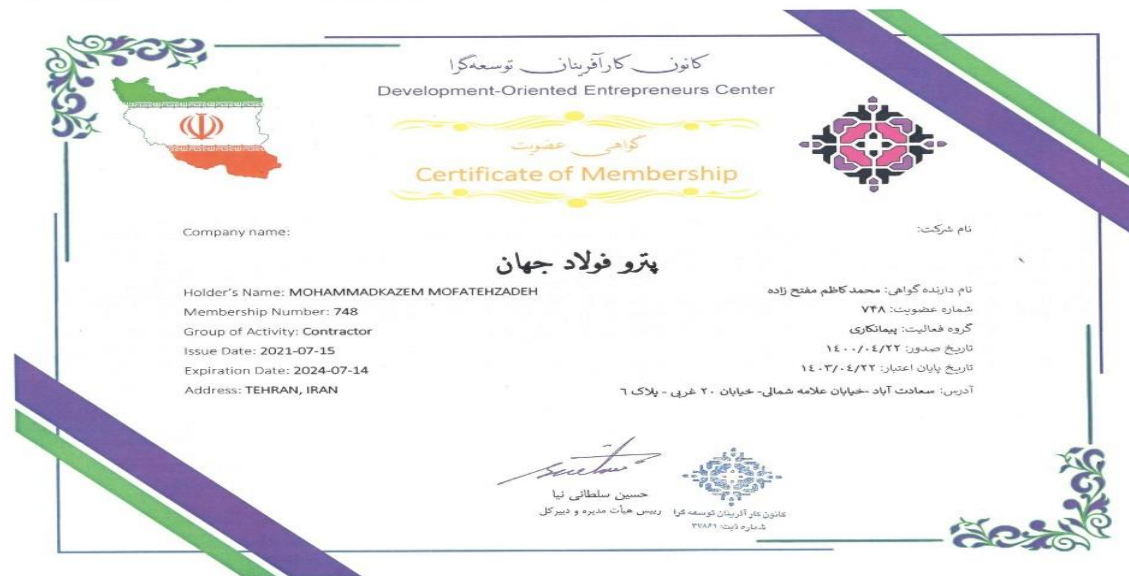 کانون کارآفرینان توسعه‌گرا
Development-Oriented Entrepreneurs Center
گواهی عضویت
Certificate of Membership
Company name:
نام شرکت:
پترو فولاد جهان
Holder's Name: MOHAMMADKAZEM MOFATEHZADEH
نام دارنده گواهی: محمد کاظم مفتح زاده
Membership Number: 748
شماره عضویت: ۷۴۸
Group of Activity: Contractor
گروه فعالیت: پیمانکاری
Issue Date: 2021-07-15
تاریخ صدور: ۱۴۰۰/۰۴/۲۲
Expiration Date: 2024-07-14
تاریخ پایان اعتبار: ۱۴۰۳/۰۴/۲۲
Address: TEHRAN, IRAN
آدرس: سعادت آباد -خیابان علامه شمالی- خیابان ۲۰ غربی - پلاک ۶
حسین سلطانی نیا
رییس هیأت مدیره و دبیرکل
کانون کارآفرینان توسعه گرا
شماره ثبت: ۳۷۸۶۱